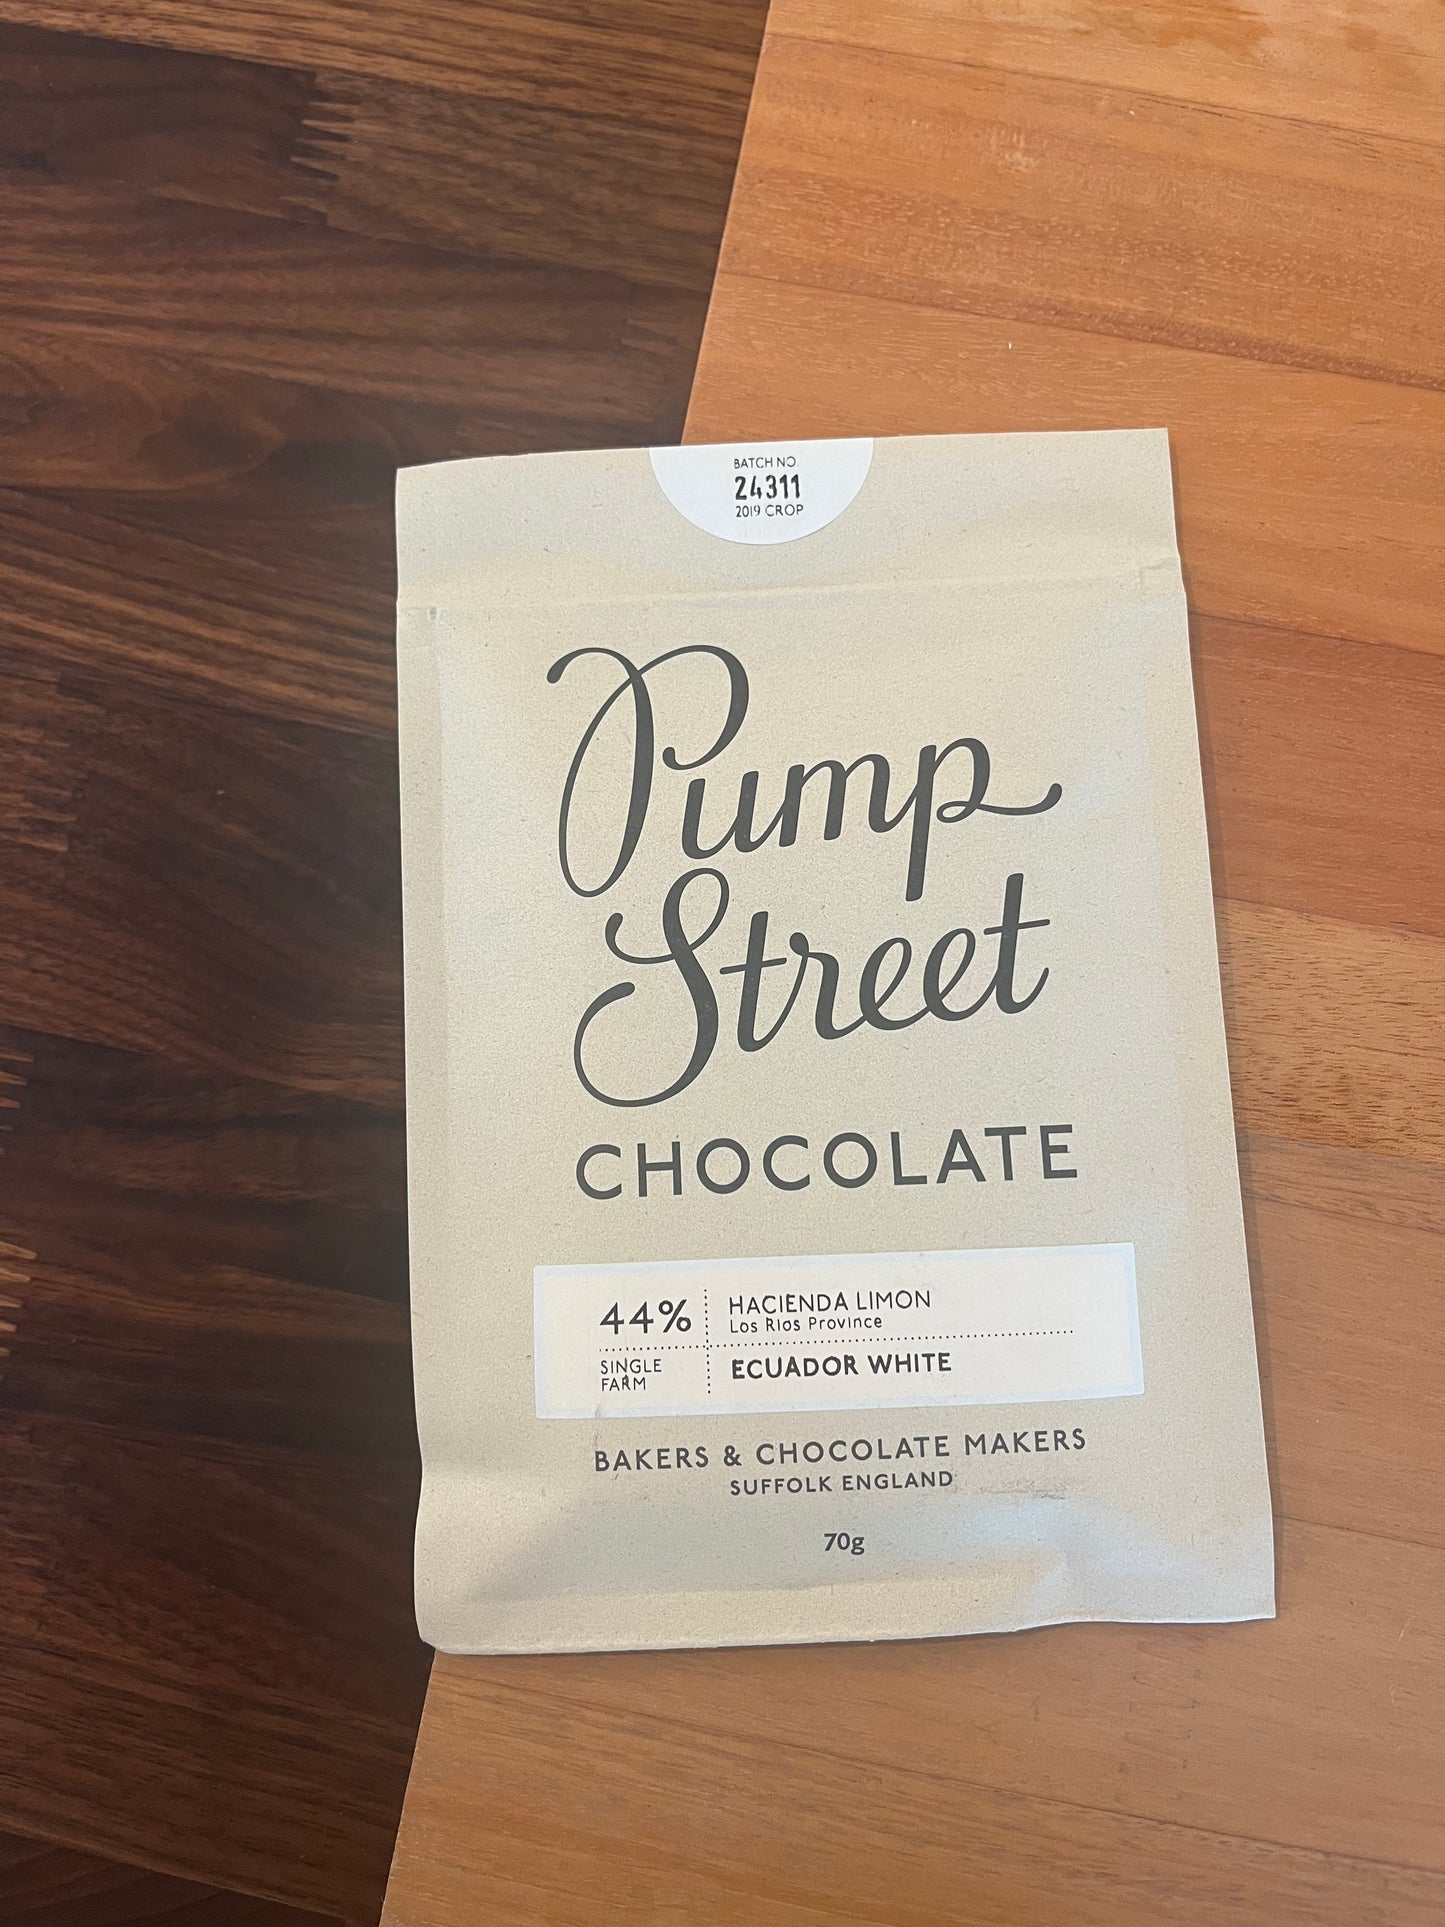 BATCH NO.
24311
2019 CROP
Pump
Street
CHOCOLATE
44%
SINGLE
FARM
HACIENDA LIMON
Los Rios Province
ECUADOR WHITE
BAKERS & CHOCOLATE MAKERS
SUFFOLK ENGLAND
70g